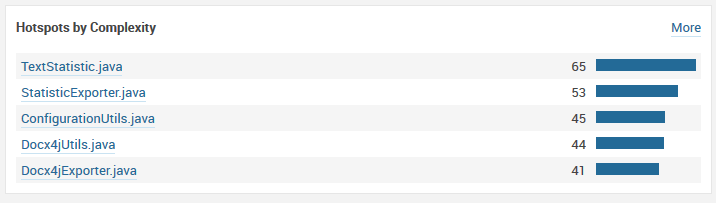 Hotspots by Complexity More
TextStatistic.java 65
StatisticExporter.java 53
ConfigurationUtils.java 45
Docx4jUtils.java 44
Docx4jExporter.java 41